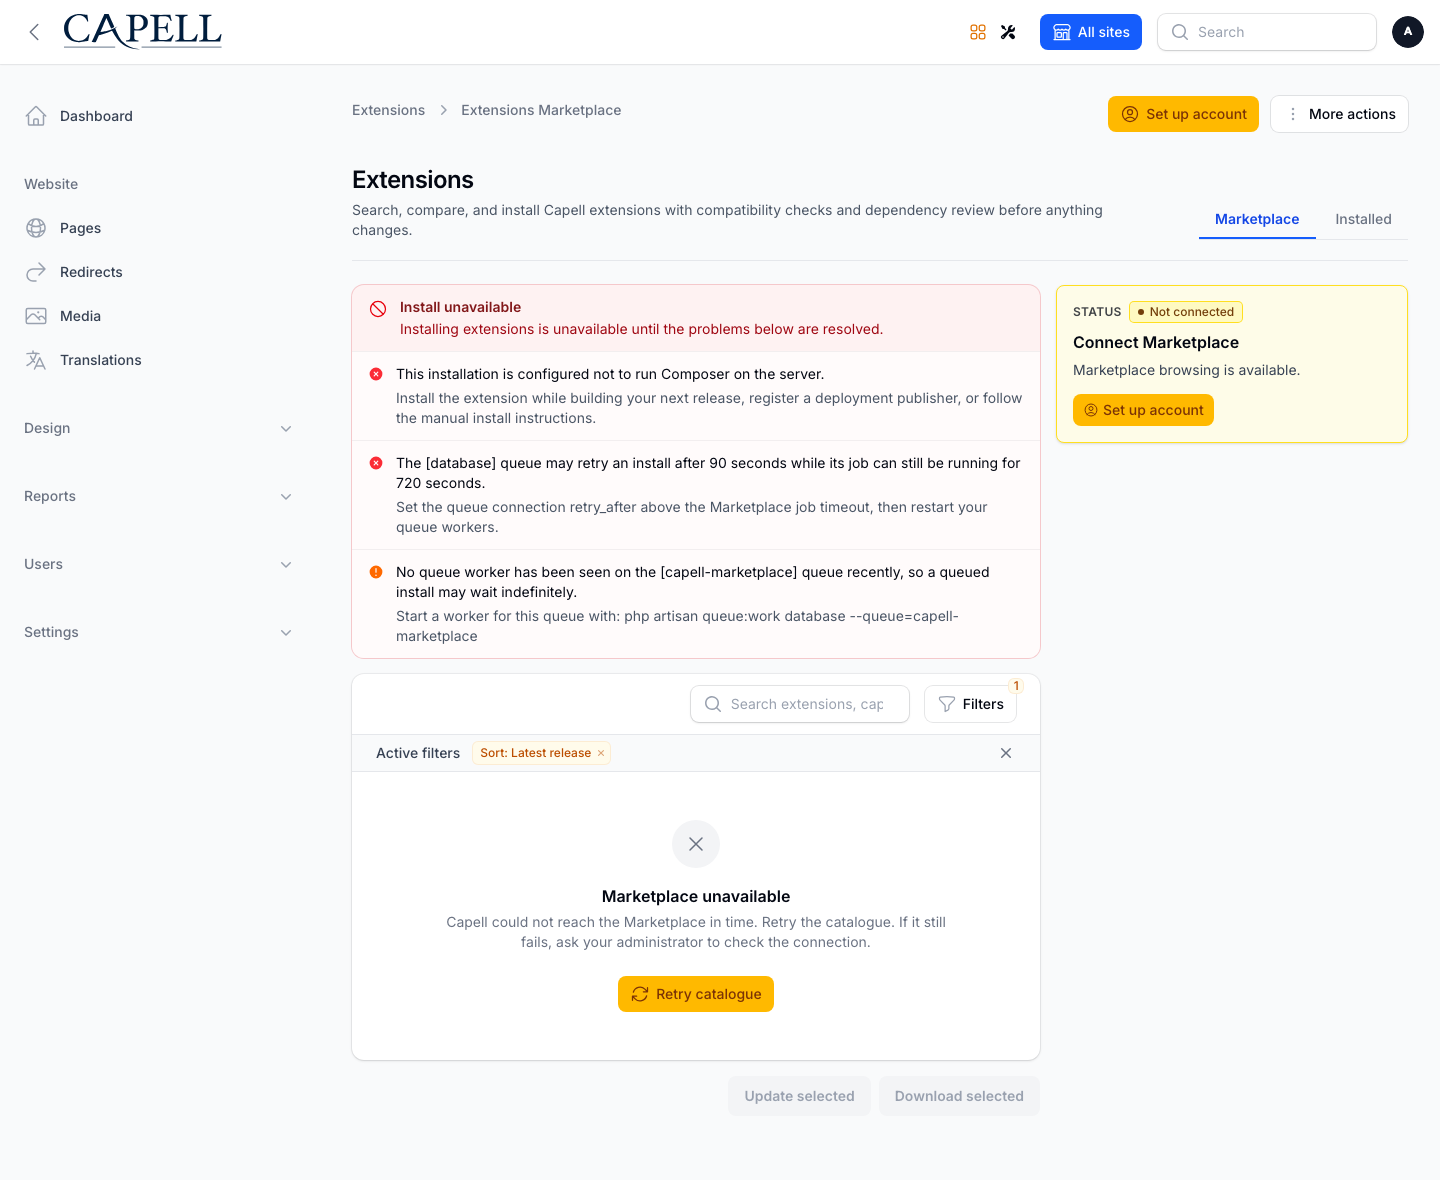 CAPELL
All sites
Search
A
Dashboard
Website
Pages
Redirects
Media
Translations
Design
Reports
Users
Settings
Extensions
Extensions Marketplace
Set up account
More actions
Extensions
Search, compare, and install Capell extensions with compatibility checks and dependency review before anything
changes.
Marketplace
Installed
Install unavailable
Installing extensions is unavailable until the problems below are resolved.
This installation is configured not to run Composer on the server.
Install the extension while building your next release, register a deployment publisher, or follow
the manual install instructions.
The [database] queue may retry an install after 90 seconds while its job can still be running for
720 seconds.
Set the queue connection retry_after above the Marketplace job timeout, then restart your
queue workers.
No queue worker has been seen on the [capell-marketplace] queue recently, so a queued
install may wait indefinitely.
Start a worker for this queue with: php artisan queue:work database --queue=capell-
marketplace
STATUS
Not connected
Connect Marketplace
Marketplace browsing is available.
Set up account
Search extensions, cap
Filters
1
Active filters
Sort: Latest release
Marketplace unavailable
Capell could not reach the Marketplace in time. Retry the catalogue. If it still
fails, ask your administrator to check the connection.
Retry catalogue
Update selected
Download selected